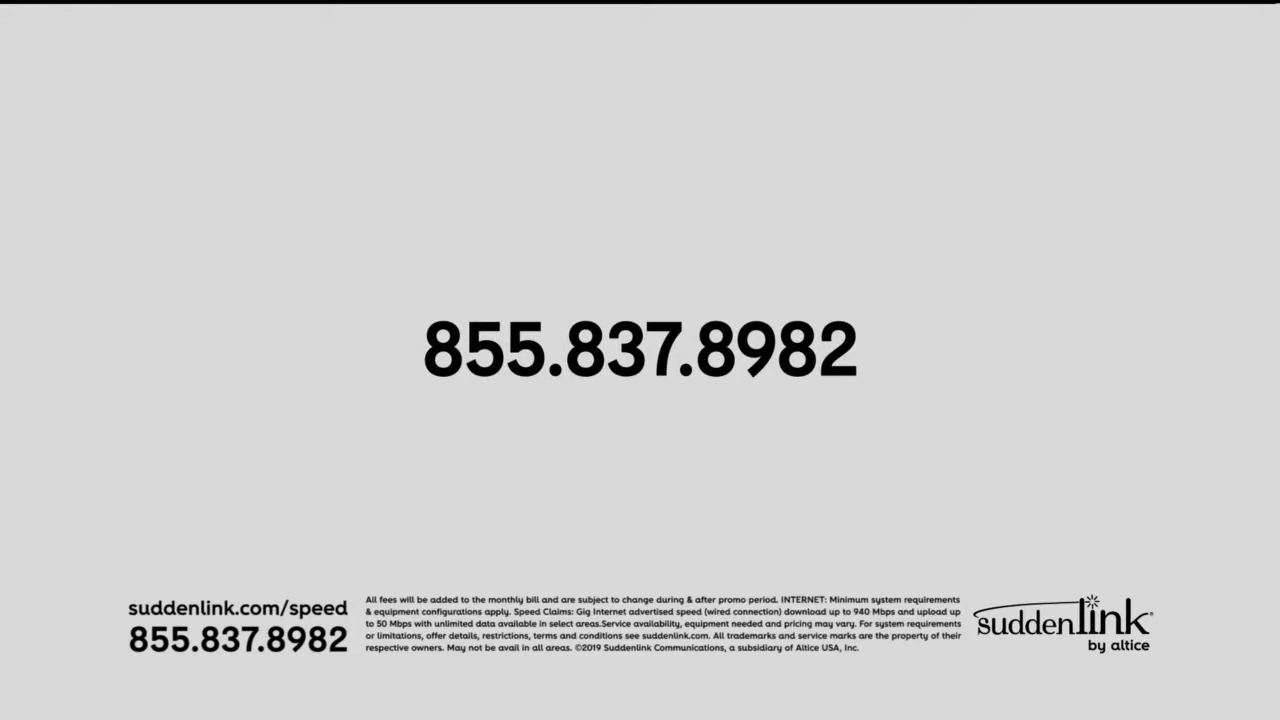 855.837.8982
suddenlink.com/speed
855.837.8982
All fees will be added to the monthly bill and are subject to change during & after promo period. INTERNET: Minimum system requirements
& equipment configurations apply. Speed Claims: Gig Internet advertised speed (wired connection) download up to 940 Mbps and upload up
to 50 Mbps with unlimited data available in select areas.Service availability, equipment needed and pricing may vary. For system requirements
or limitations, offer details, restrictions, terms and conditions see suddenlink.com. All trademarks and service marks are the property of their
respective owners. May not be avail in all areas. ©2019 Suddenlink Communications, a subsidiary of Altice USA, Inc.
suddenlink®
by altice